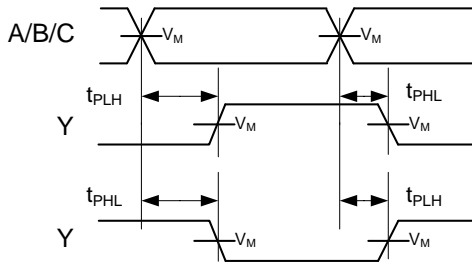 A/B/C V_M V_M
t_PLH t_PHL
Y V_M V_M
t_PHL t_PLH
Y V_M V_M